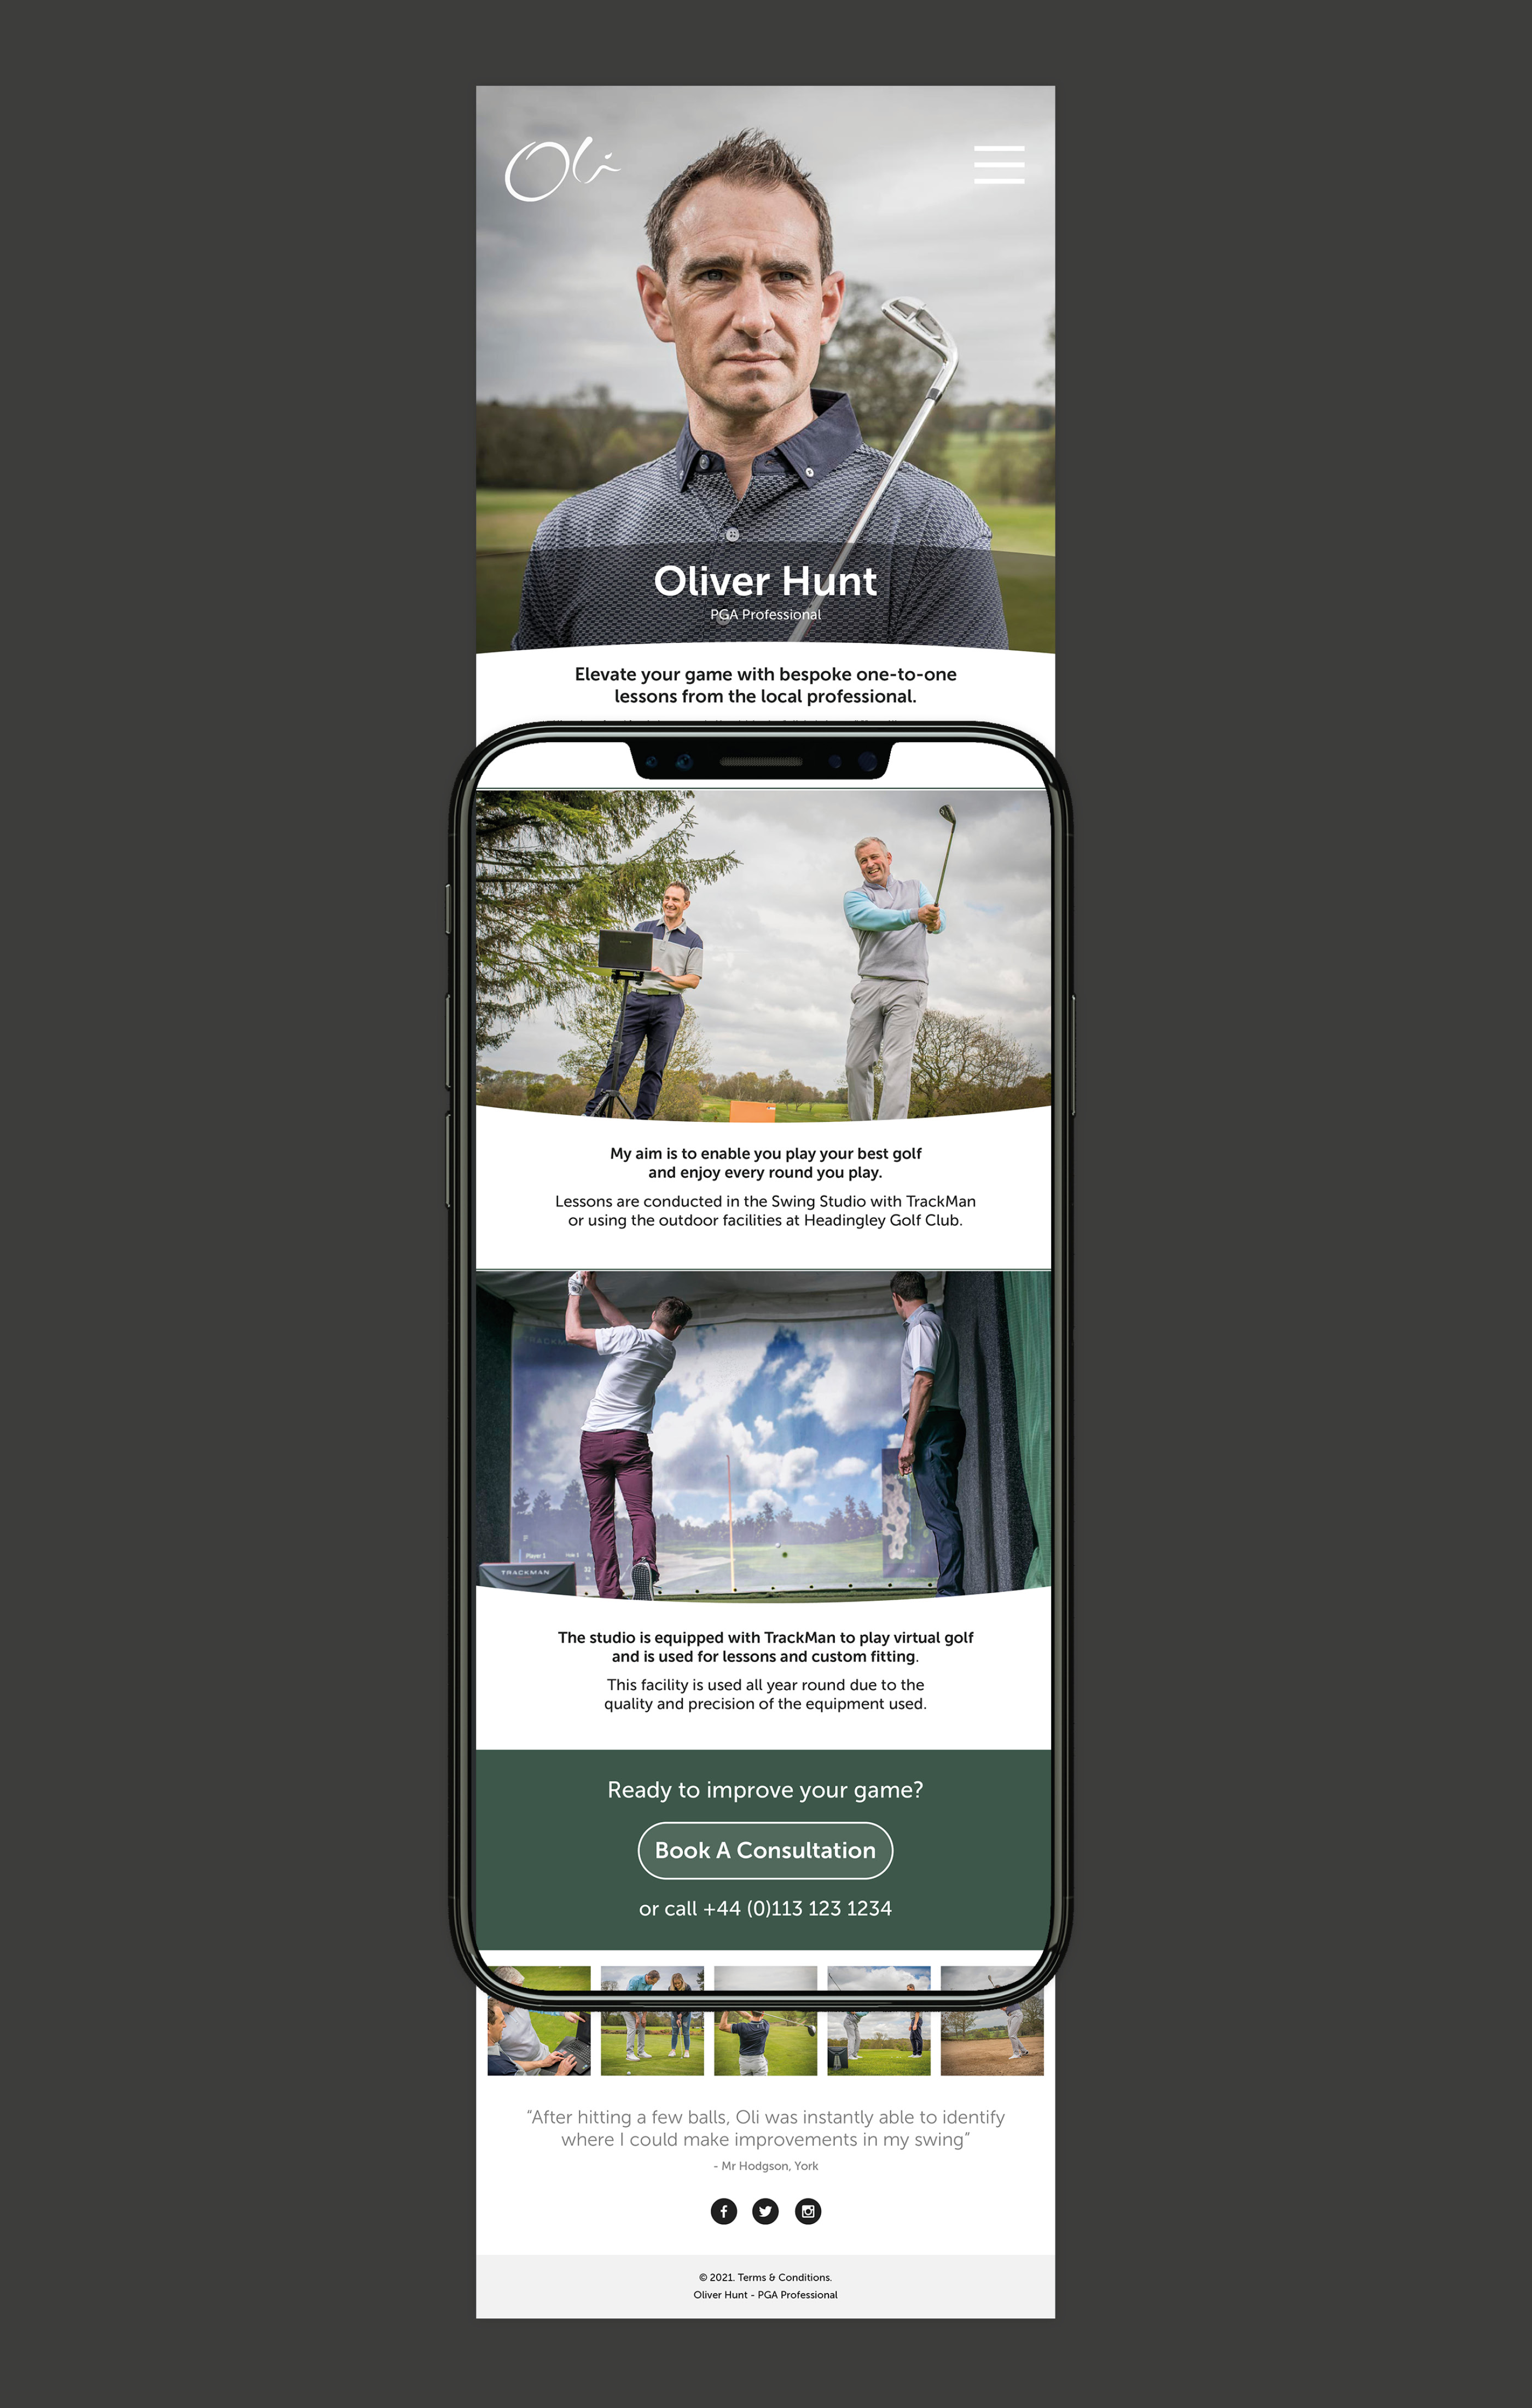 Oli
Oliver Hunt
PGA Professional
Elevate your game with bespoke one-to-one
lessons from the local professional.
My aim is to enable you play your best golf
and enjoy every round you play.
Lessons are conducted in the Swing Studio with TrackMan
or using the outdoor facilities at Headingley Golf Club.
TRACKMAN
Player 1
32
TRACKMAN
The studio is equipped with TrackMan to play virtual golf
and is used for lessons and custom fitting.
This facility is used all year round due to the
quality and precision of the equipment used.
Ready to improve your game?
Book A Consultation
or call +44 (0)113 123 1234
“After hitting a few balls, Oli was instantly able to identify
where I could make improvements in my swing”
- Mr Hodgson, York
© 2021. Terms & Conditions.
Oliver Hunt - PGA Professional